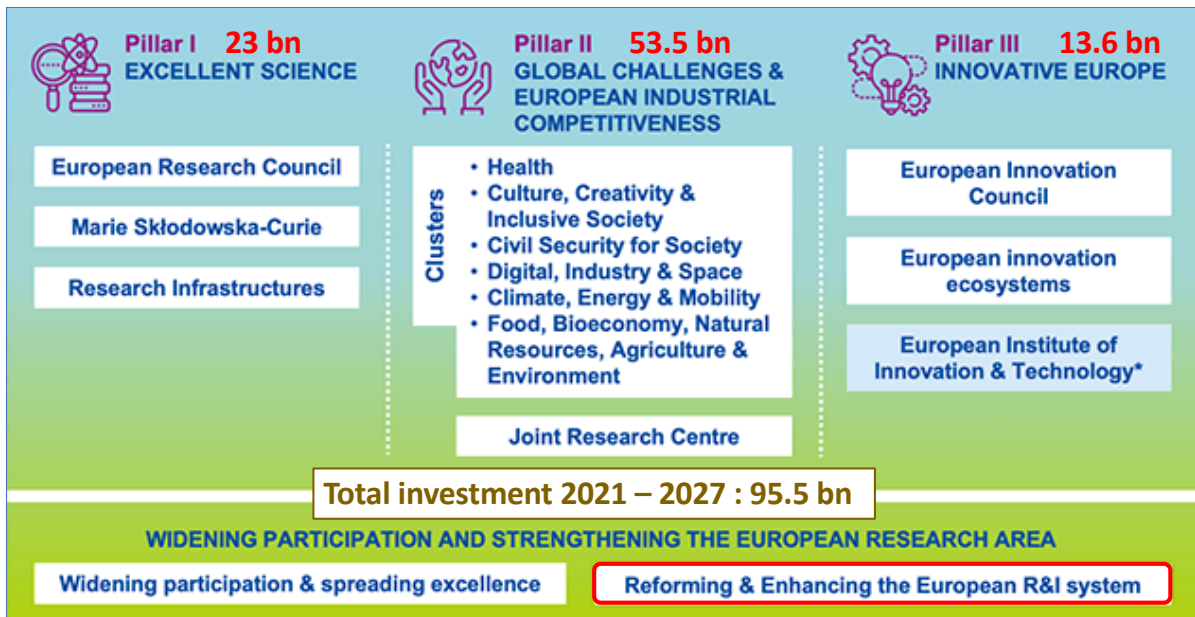 Pillar I 23 bn
EXCELLENT SCIENCE
European Research Council
Marie Skłodowska-Curie
Research Infrastructures
Pillar II 53.5 bn
GLOBAL CHALLENGES &
EUROPEAN INDUSTRIAL
COMPETITIVENESS
Clusters
• Health
• Culture, Creativity &
Inclusive Society
• Civil Security for Society
• Digital, Industry & Space
• Climate, Energy & Mobility
• Food, Bioeconomy, Natural
Resources, Agriculture &
Environment
Joint Research Centre
Pillar III 13.6 bn
INNOVATIVE EUROPE
European Innovation
Council
European innovation
ecosystems
European Institute of
Innovation & Technology*
Total investment 2021 – 2027 : 95.5 bn
WIDENING PARTICIPATION AND STRENGTHENING THE EUROPEAN RESEARCH AREA
Widening participation & spreading excellence
Reforming & Enhancing the European R&I system